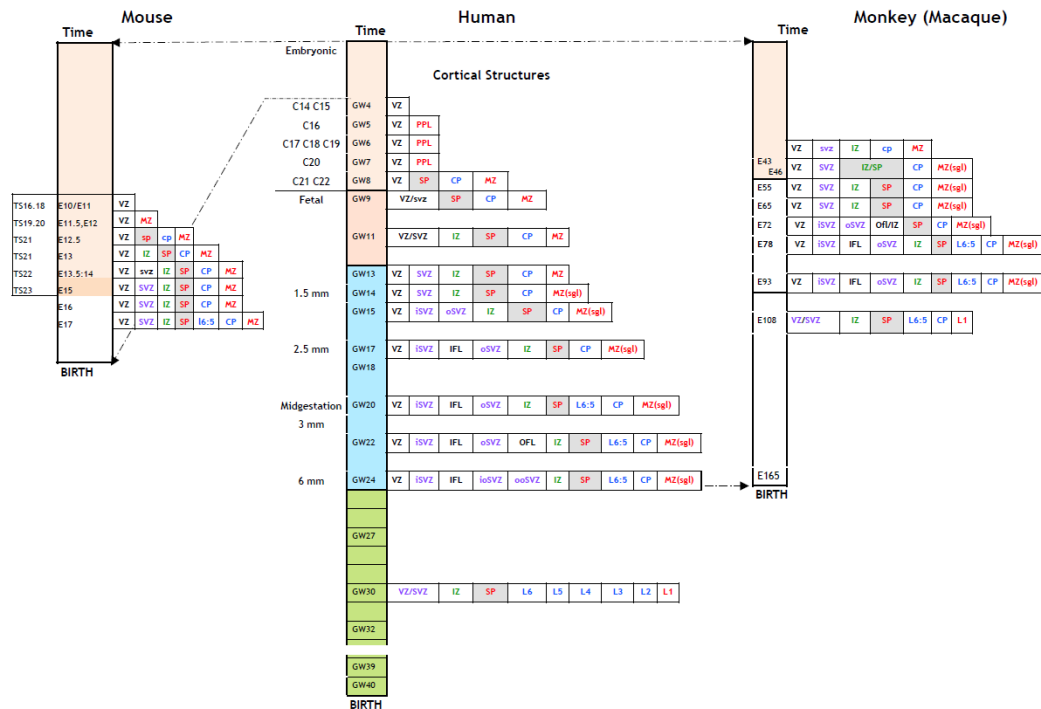 Mouse Human Monkey (Macaque)
Time Time Time
Embryonic
Cortical Structures
C14 C15 GW4 VZ
C16 GW5 VZ PPL
C17 C18 C19 GW6 VZ PPL
C20 GW7 VZ PPL
C21 C22 GW8 VZ SP CP MZ
Fetal GW9 VZ/svz SP CP MZ
GW11 VZ/SVZ IZ SP CP MZ
GW13 VZ SVZ IZ SP CP MZ
1.5 mm GW14 VZ SVZ IZ SP CP MZ(sgl)
GW15 VZ iSVZ oSVZ IZ SP CP MZ(sgl)
2.5 mm GW17 VZ iSVZ IFL oSVZ IZ SP CP MZ(sgl)
GW18
Midgestation GW20 VZ iSVZ IFL oSVZ IZ SP L6:5 CP MZ(sgl)
3 mm
GW22 VZ iSVZ IFL oSVZ OFL IZ SP L6:5 CP MZ(sgl)
6 mm GW24 VZ iSVZ IFL ioSVZ ooSVZ IZ SP L6:5 CP MZ(sgl)
GW27
GW30 VZ/SVZ IZ SP L6 L5 L4 L3 L2 L1
GW32
GW39
GW40
BIRTH
TS16.18 E10/E11 VZ
TS19.20 E11.5,E12 VZ MZ
TS21 E12.5 VZ sp cp MZ
TS21 E13 VZ IZ SP CP MZ
TS22 E13.5:14 VZ svz IZ SP CP MZ
TS23 E15 VZ SVZ IZ SP CP MZ
E16 VZ SVZ IZ SP CP MZ
E17 VZ SVZ IZ SP l6:5 CP MZ
BIRTH
VZ svz IZ cp MZ
E43
E46 VZ SVZ IZ/SP CP MZ(sgl)
E55 VZ SVZ IZ SP CP MZ(sgl)
E65 VZ SVZ IZ SP CP MZ(sgl)
E72 VZ iSVZ oSVZ Ofl/IZ SP CP MZ(sgl)
E78 VZ iSVZ IFL oSVZ IZ SP L6:5 CP MZ(sgl)
E93 VZ iSVZ IFL oSVZ IZ SP L6:5 CP MZ(sgl)
E108 VZ/SVZ IZ SP L6:5 CP L1
E165
BIRTH